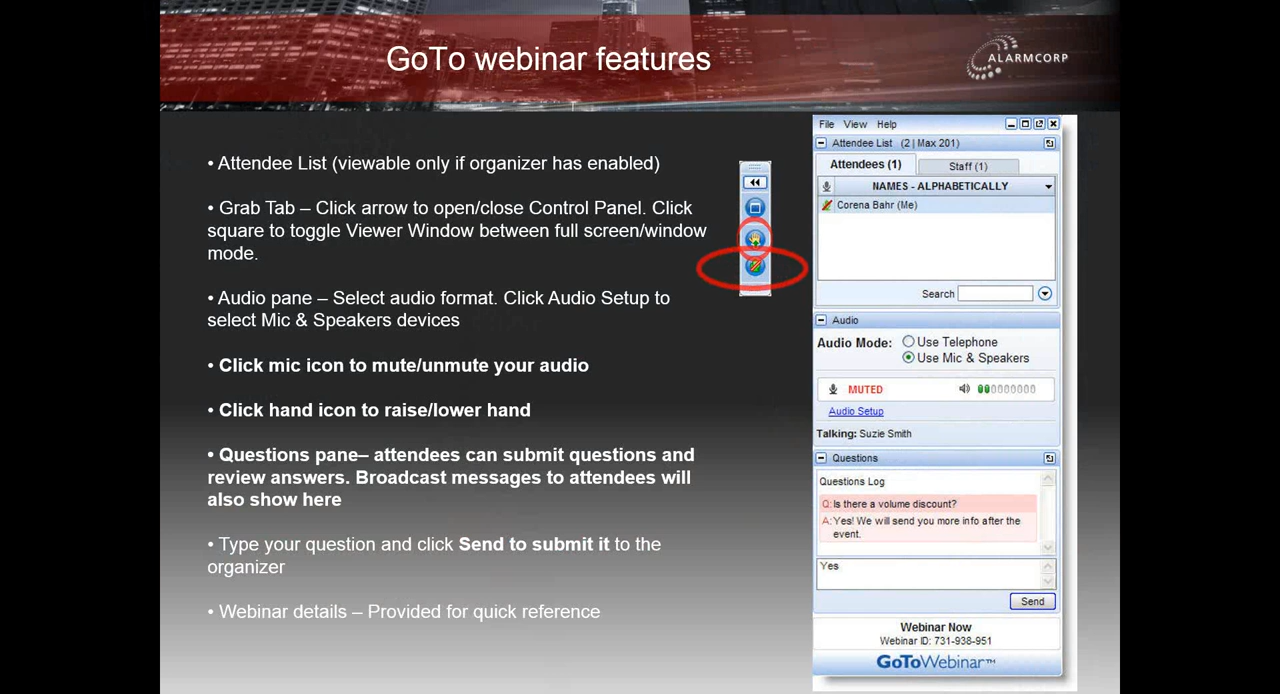 GoTo webinar features
ALARMCORP
• Attendee List (viewable only if organizer has enabled)
• Grab Tab – Click arrow to open/close Control Panel. Click
square to toggle Viewer Window between full screen/window
mode.
• Audio pane – Select audio format. Click Audio Setup to
select Mic & Speakers devices
• Click mic icon to mute/unmute your audio
• Click hand icon to raise/lower hand
• Questions pane– attendees can submit questions and
review answers. Broadcast messages to attendees will
also show here
• Type your question and click Send to submit it to the
organizer
• Webinar details – Provided for quick reference
File View Help
Attendee List (2 | Max 201)
Attendees (1) Staff (1)
NAMES - ALPHABETICALLY
Corena Bahr (Me)
Search
Audio
Audio Mode: Use Telephone
Use Mic & Speakers
MUTED
Audio Setup
Talking: Suzie Smith
Questions
Questions Log
Q: Is there a volume discount?
A: Yes! We will send you more info after the
event.
Yes
Send
Webinar Now
Webinar ID: 731-938-951
GoToWebinar™